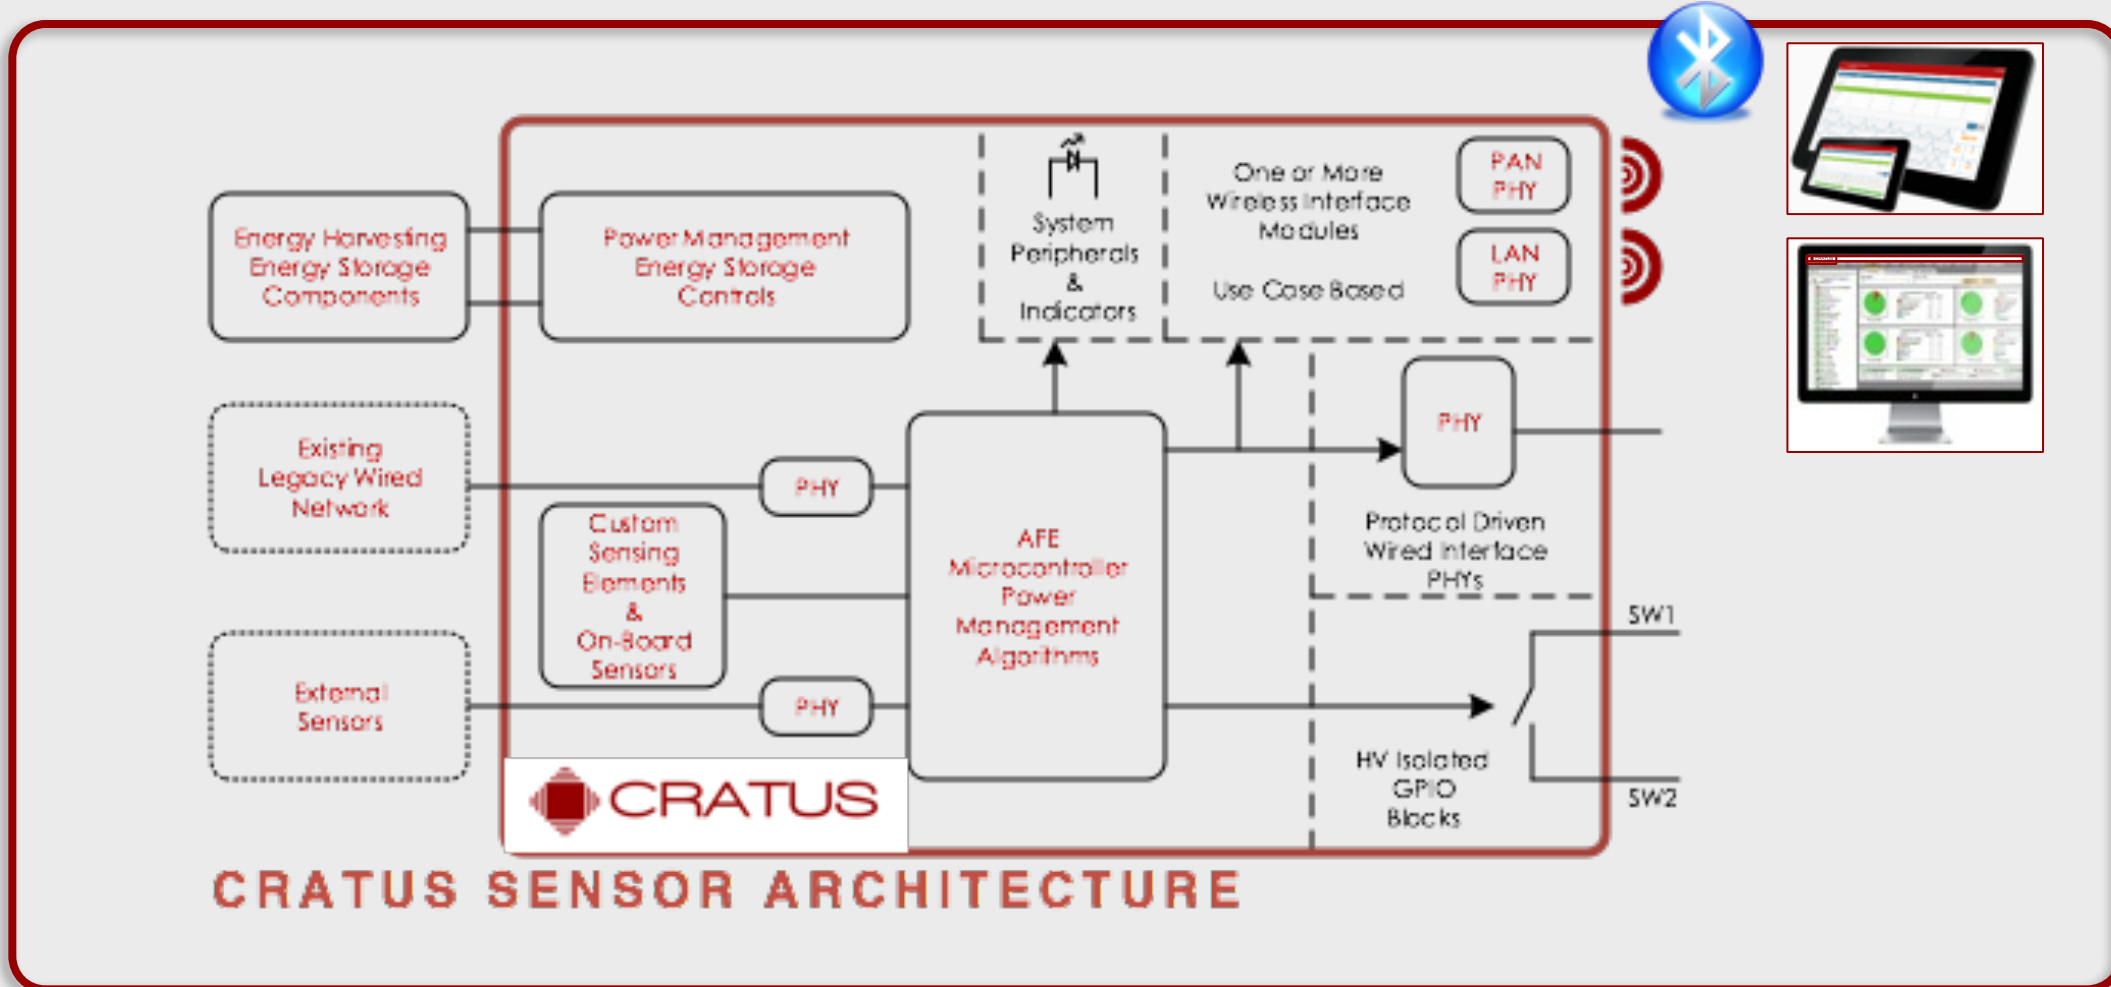 Energy Harvesting
Energy Storage
Components
Power Management
Energy Storage
Controls
System
Peripherals
&
Indicators
One or More
Wireless Interface
Modules
Use Case Based
PAN
PHY
LAN
PHY
Existing
Legacy Wired
Network
PHY
Custom
Sensing
Elements
&
On-Board
Sensors
External
Sensors
PHY
AFE
Microcontroller
Power
Management
Algorithms
PHY
Protocol Driven
Wired Interface
PHYs
HV Isolated
GPIO
Blocks
SW1
SW2
CRATUS
CRATUS SENSOR ARCHITECTURE